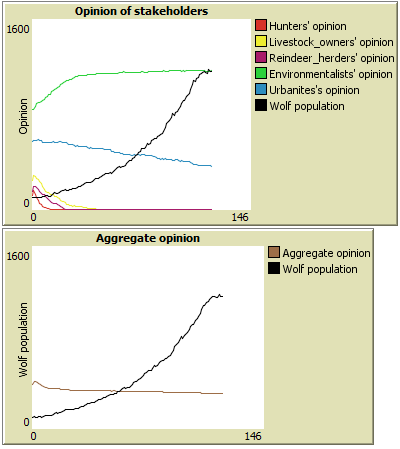 Opinion of stakeholders
1600
Opinion
0
0
146
Hunters' opinion
Livestock_owners' opinion
Reindeer_herders' opinion
Environmentalists' opinion
Urbanites's opinion
Wolf population
Aggregate opinion
1600
Wolf population
0
0
146
Aggregate opinion
Wolf population